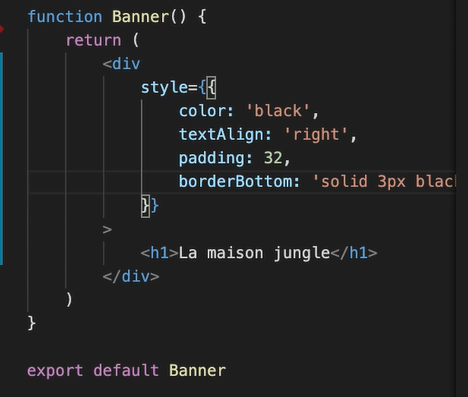 function Banner() {
return (
<div
style={{
color: 'black',
textAlign: 'right',
padding: 32,
borderBottom: 'solid 3px blac
}}
>
<h1>La maison jungle</h1>
</div>
)
}
export default Banner